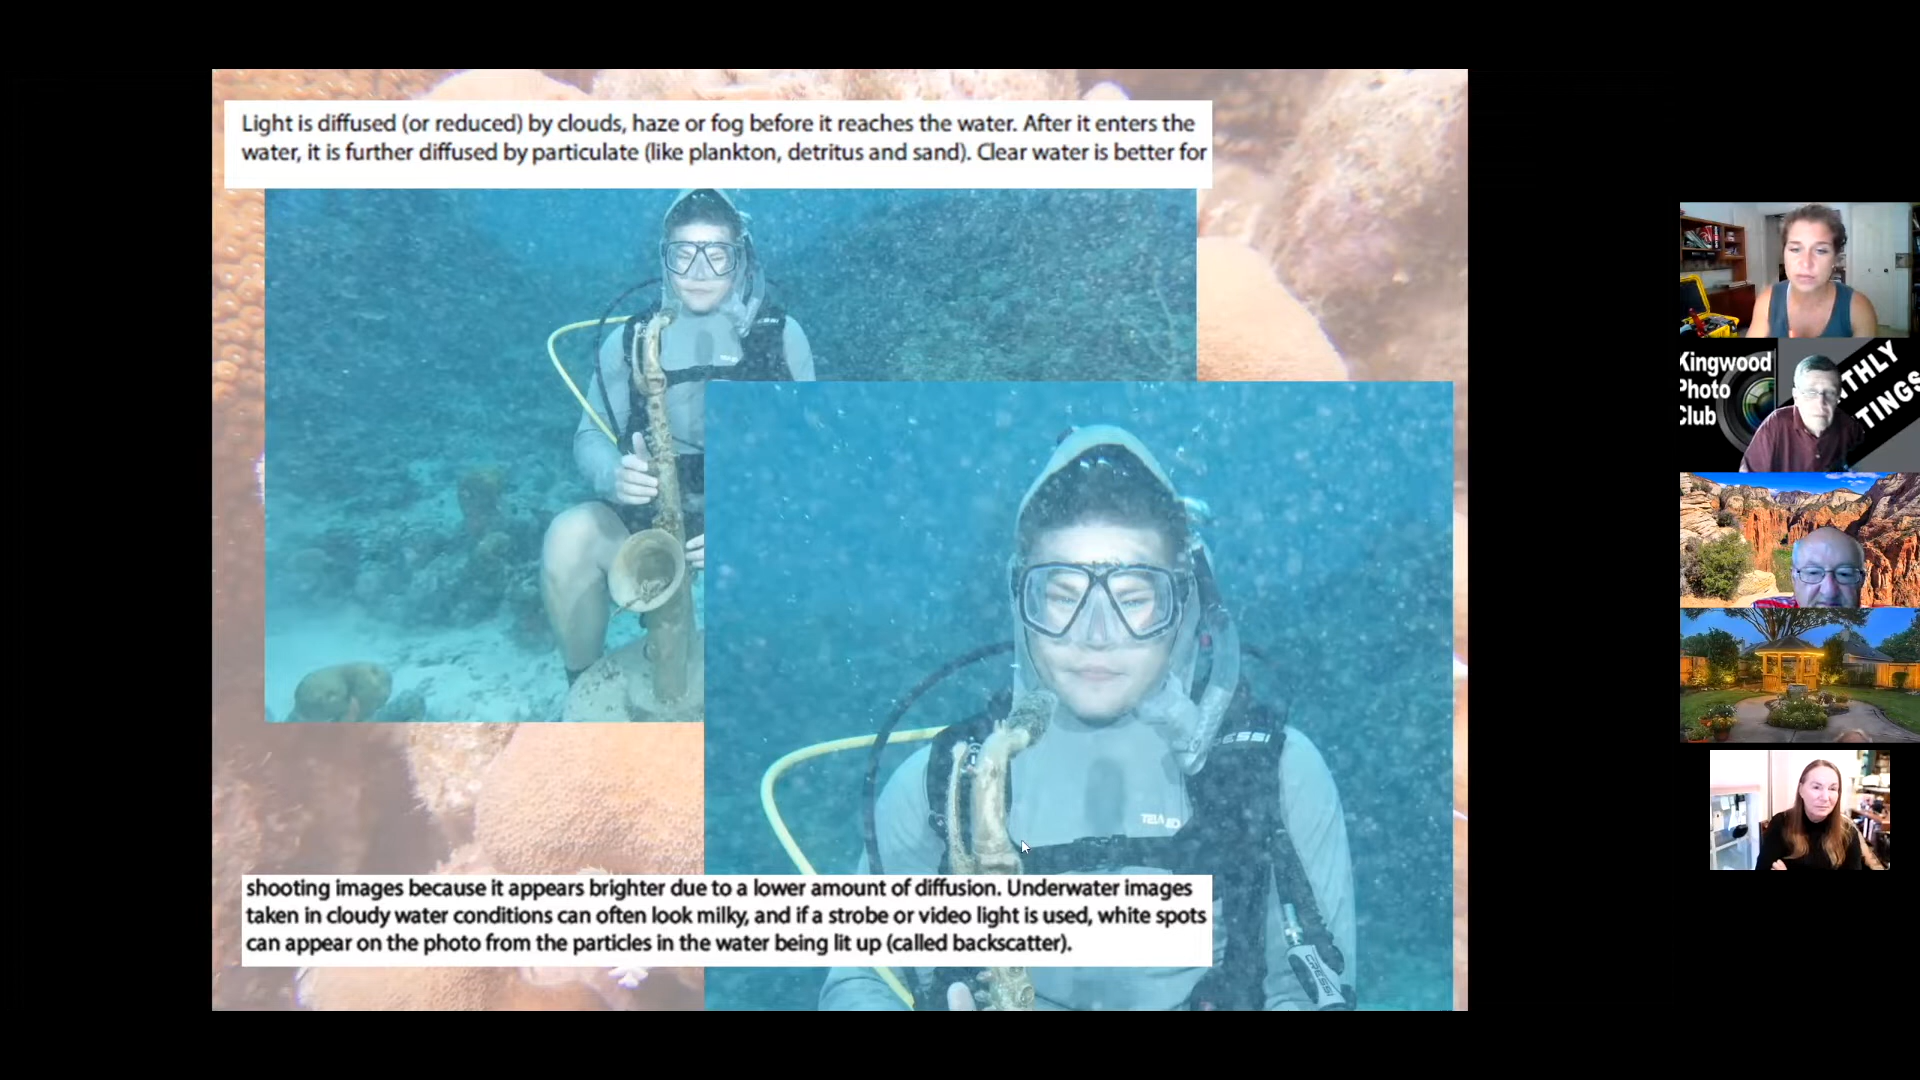 Light is diffused (or reduced) by clouds, haze or fog before it reaches the water. After it enters the
water, it is further diffused by particulate (like plankton, detritus and sand). Clear water is better for
shooting images because it appears brighter due to a lower amount of diffusion. Underwater images
taken in cloudy water conditions can often look milky, and if a strobe or video light is used, white spots
can appear on the photo from the particles in the water being lit up (called backscatter).
Kingwood
Photo
Club
THLY
TINGS
CRESSI